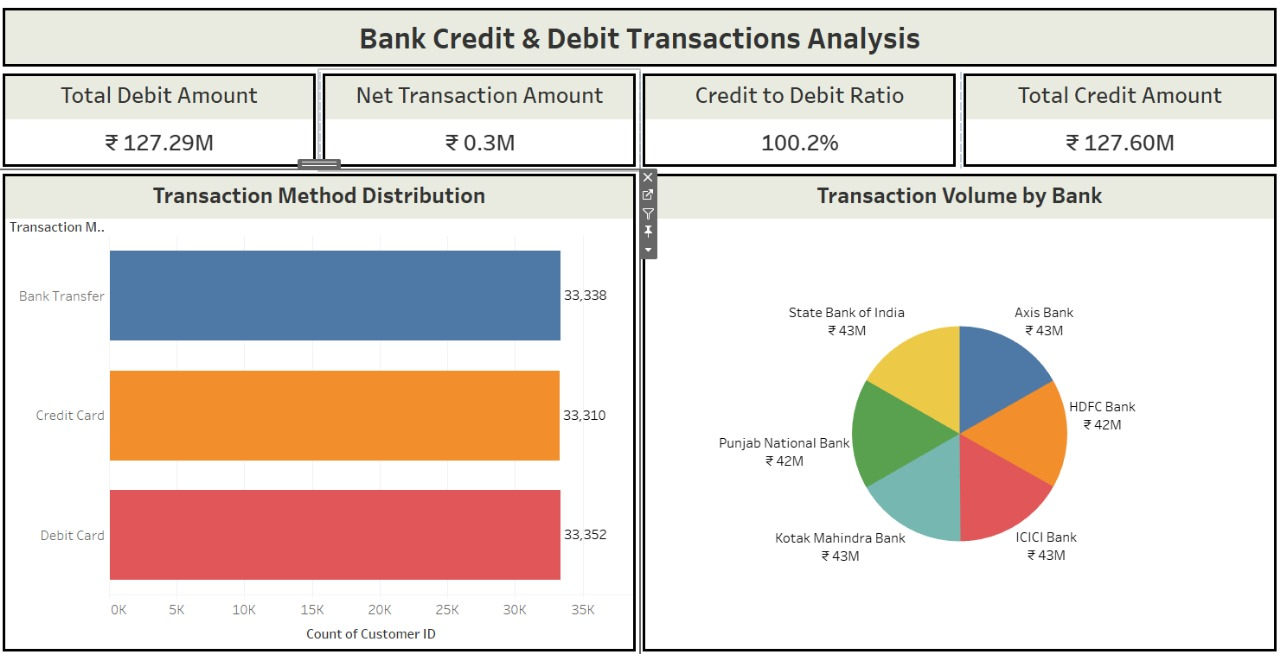 Bank Credit & Debit Transactions Analysis
Total Debit Amount
₹ 127.29M
Net Transaction Amount
₹ 0.3M
Credit to Debit Ratio
100.2%
Total Credit Amount
₹ 127.60M
Transaction Method Distribution
Transaction M..
Bank Transfer
33,338
Credit Card
33,310
Debit Card
33,352
0K 5K 10K 15K 20K 25K 30K 35K
Count of Customer ID
Transaction Volume by Bank
State Bank of India
₹ 43M
Axis Bank
₹ 43M
HDFC Bank
₹ 42M
Punjab National Bank
₹ 42M
Kotak Mahindra Bank
₹ 43M
ICICI Bank
₹ 43M